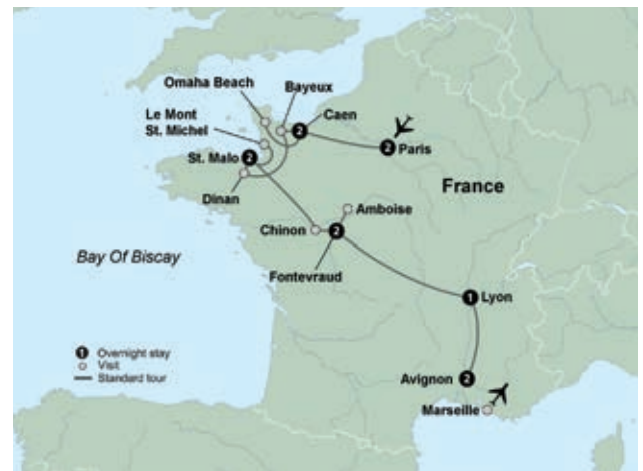 Omaha Beach
Bayeux
Le Mont
St. Michel
Caen
2
2
Paris
St. Malo
2
Dinan
France
Amboise
Chinon
2
Fontevraud
Bay Of Biscay
1
Lyon
1 Overnight stay
Visit
Standard tour
Avignon
2
Marseille